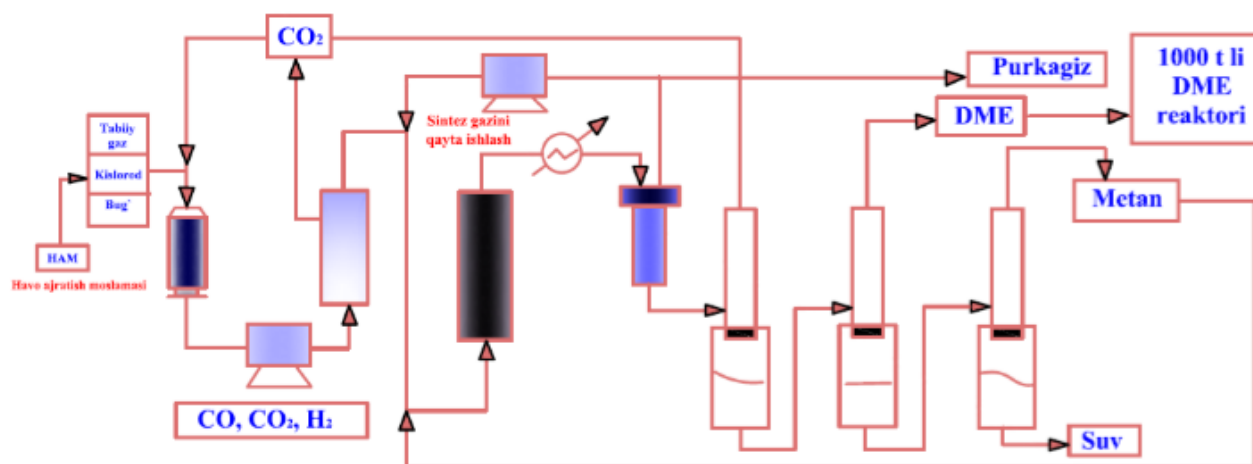 CO₂
Purkagiz
1000 t li
DME
reaktori
DME
Tabiiy
gaz
Kislorod
Bug`
Sintez gazini
qayta ishlash
Metan
HAM
Havo ajratish moslamasi
CO, CO₂, H₂
Suv